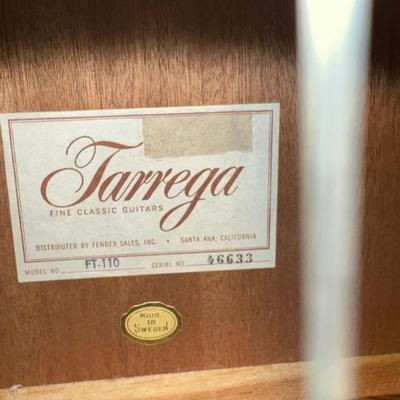 Tarrega
FINE CLASSIC GUITARS
DISTRIBUTED BY FENDER SALES, INC. • SANTA ANA, CALIFORNIA
MODEL NO. FT-110 SERIAL NO. 46633
MADE
IN
SWEDEN